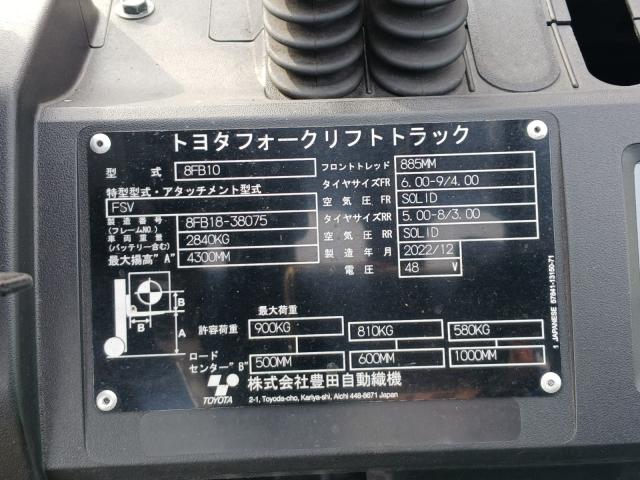 トヨタフォークリフトトラック
型 式 8FB10
特型型式・アタッチメント型式
FSV
製造番号 (フレームNO.) 8FB18-38075
車両重量 (バッテリー含む) 2840KG
最大揚高"A" 4300MM
フロントトレッド 885MM
タイヤサイズFR 6.00-9/4.00
空気圧 FR SOLID
タイヤサイズRR 5.00-8/3.00
空気圧 RR SOLID
製造年月 2022/12
電圧 48 V
B
B
A
最大荷重
許容荷重 900KG 810KG 580KG
ロードセンター"B" 500MM 600MM 1000MM
TOYOTA
株式会社豊田自動織機
2-1, Toyoda-cho, Kariya-shi, Aichi 448-8671 Japan
1 JAPANESE 57841-13150-71